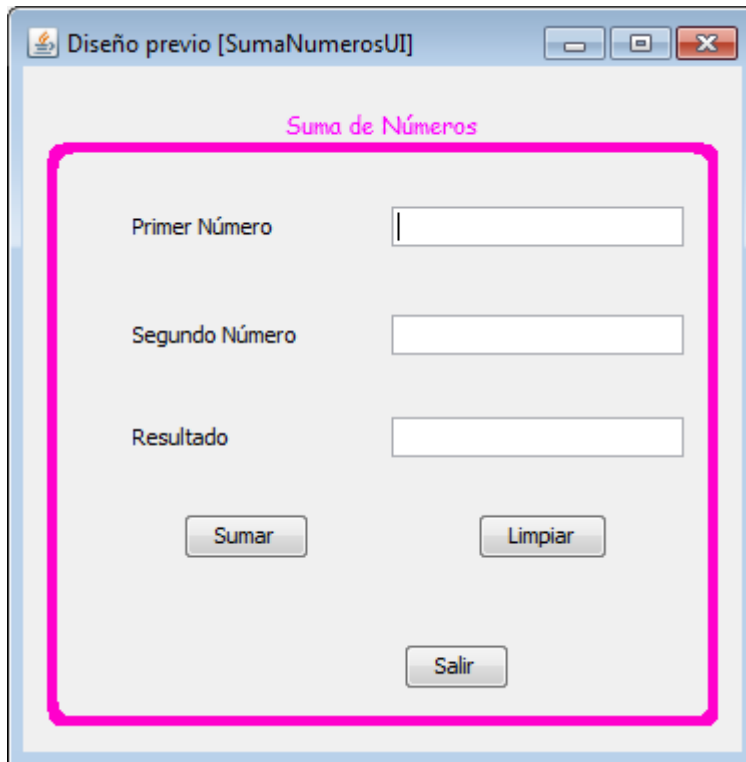 Diseño previo [SumaNumerosUI]
Suma de Números
Primer Número
Segundo Número
Resultado
Sumar Limpiar
Salir